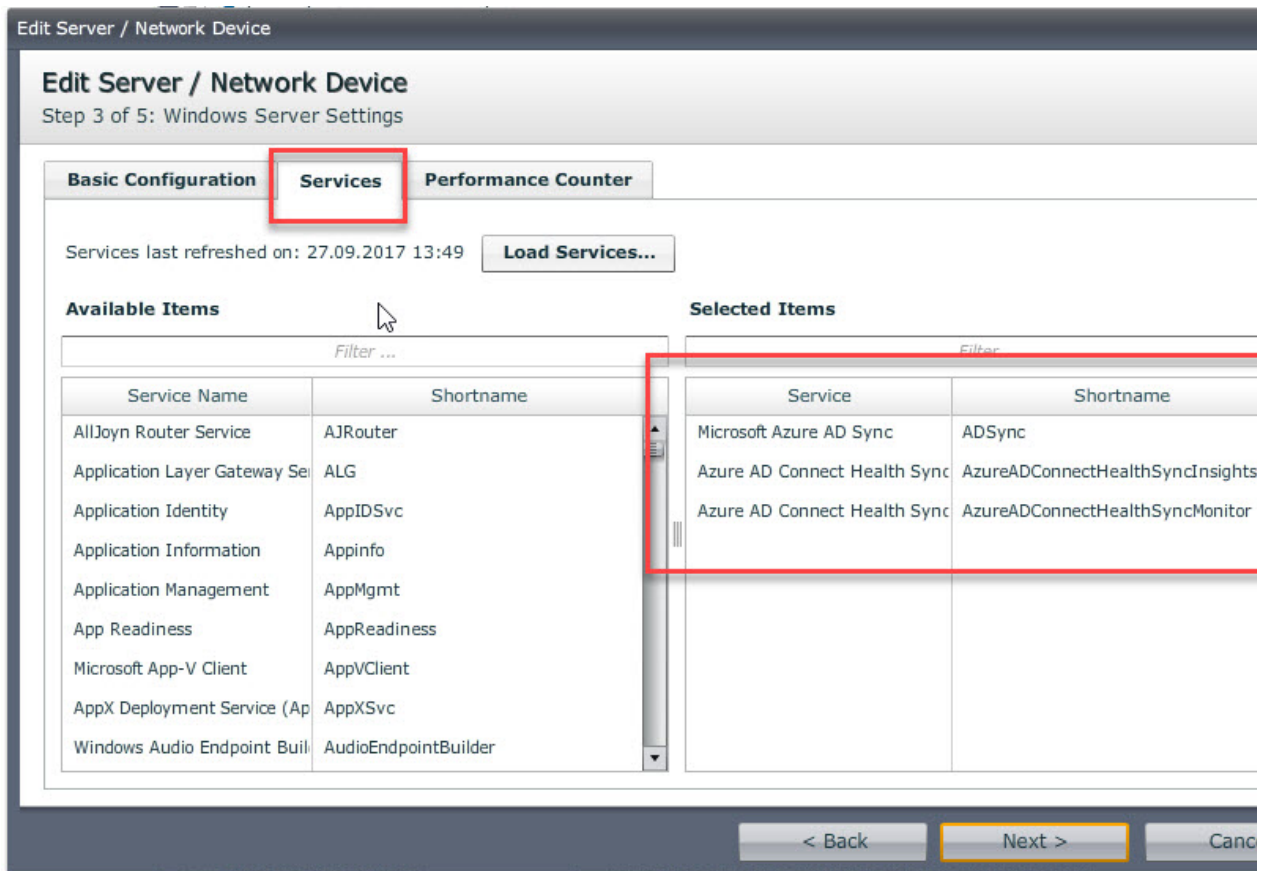 Edit Server / Network Device
Edit Server / Network Device
Step 3 of 5: Windows Server Settings
Basic Configuration Services Performance Counter
Services last refreshed on: 27.09.2017 13:49 Load Services...
Available Items Selected Items
Filter ... Filter
Service Name Shortname Service Shortname
AllJoyn Router Service AJRouter Microsoft Azure AD Sync ADSync
Application Layer Gateway Ser ALG Azure AD Connect Health Sync AzureADConnectHealthSyncInsights
Application Identity AppIDSvc Azure AD Connect Health Sync AzureADConnectHealthSyncMonitor
Application Information Appinfo
Application Management AppMgmt
App Readiness AppReadiness
Microsoft App-V Client AppVClient
AppX Deployment Service (Ap AppXSvc
Windows Audio Endpoint Buil AudioEndpointBuilder
< Back Next > Canc